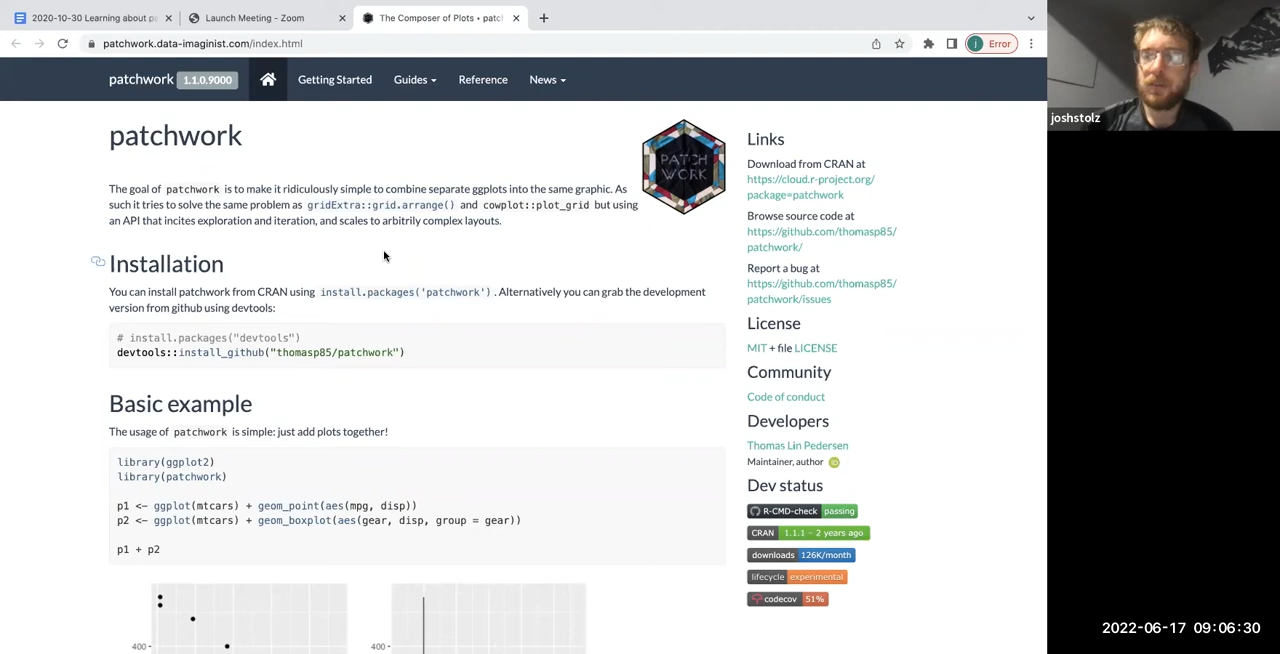 2020-10-30 Learning about pa
Launch Meeting - Zoom
The Composer of Plots • patc
patchwork.data-imaginist.com/index.html
j Error
patchwork 1.1.0.9000 Getting Started Guides Reference News
joshstolz
patchwork
PATCH
WORK
The goal of patchwork is to make it ridiculously simple to combine separate ggplots into the same graphic. As
such it tries to solve the same problem as gridExtra::grid.arrange() and cowplot::plot_grid but using
an API that incites exploration and iteration, and scales to arbitrily complex layouts.
Installation
You can install patchwork from CRAN using install.packages('patchwork'). Alternatively you can grab the development
version from github using devtools:
# install.packages("devtools")
devtools::install_github("thomasp85/patchwork")
Basic example
The usage of patchwork is simple: just add plots together!
library(ggplot2)
library(patchwork)
p1 <- ggplot(mtcars) + geom_point(aes(mpg, disp))
p2 <- ggplot(mtcars) + geom_boxplot(aes(gear, disp, group = gear))
p1 + p2
400
400
Links
Download from CRAN at
https://cloud.r-project.org/
package=patchwork
Browse source code at
https://github.com/thomasp85/
patchwork/
Report a bug at
https://github.com/thomasp85/
patchwork/issues
License
MIT + file LICENSE
Community
Code of conduct
Developers
Thomas Lin Pedersen
Maintainer, author iD
Dev status
R-CMD-check passing
CRAN 1.1.1 – 2 years ago
downloads 126K/month
lifecycle experimental
codecov 51%
2022-06-17 09:06:30